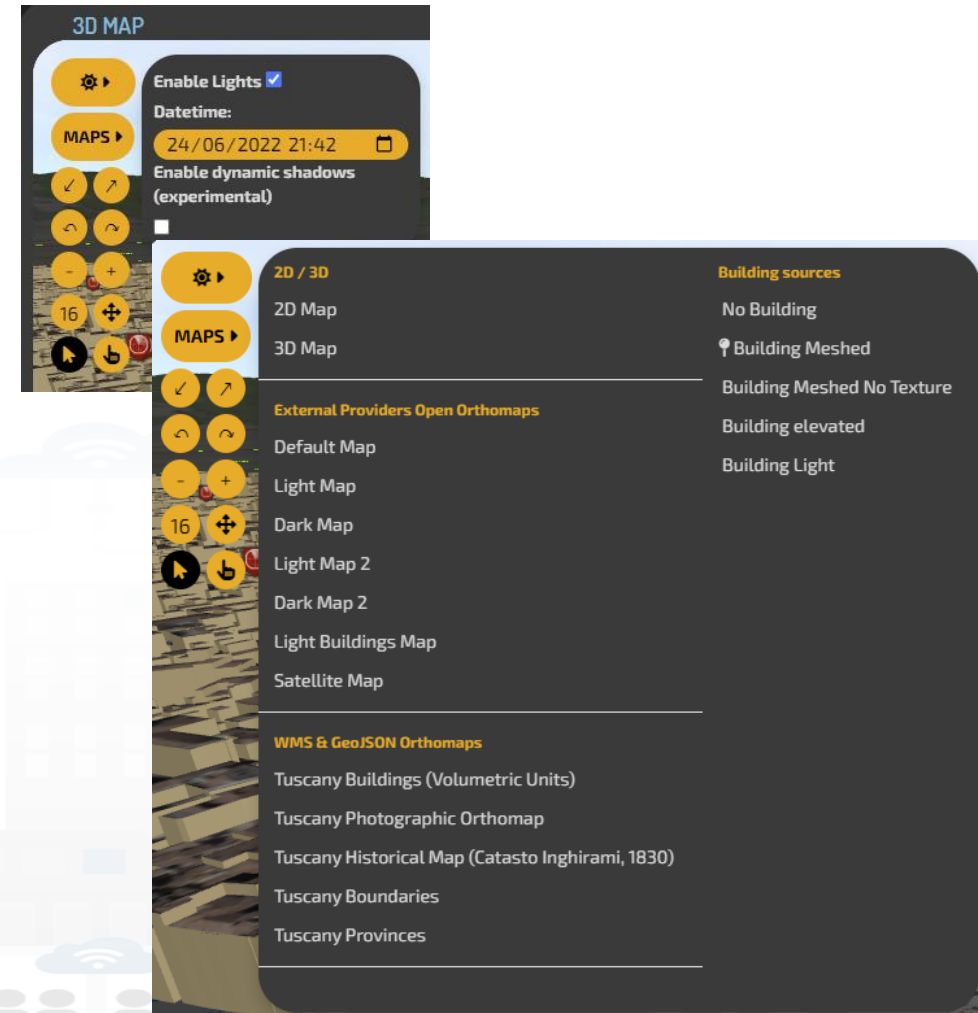 3D MAP
Enable Lights
Datetime:
MAPS
24/06/2022 21:42
Enable dynamic shadows
(experimental)
-
+
16
MAPS
-
+
16
2D / 3D
2D Map
3D Map
External Providers Open Orthomaps
Default Map
Light Map
Dark Map
Light Map 2
Dark Map 2
Light Buildings Map
Satellite Map
WMS & GeoJSON Orthomaps
Tuscany Buildings (Volumetric Units)
Tuscany Photographic Orthomap
Tuscany Historical Map (Catasto Inghirami, 1830)
Tuscany Boundaries
Tuscany Provinces
Building sources
No Building
Building Meshed
Building Meshed No Texture
Building elevated
Building Light